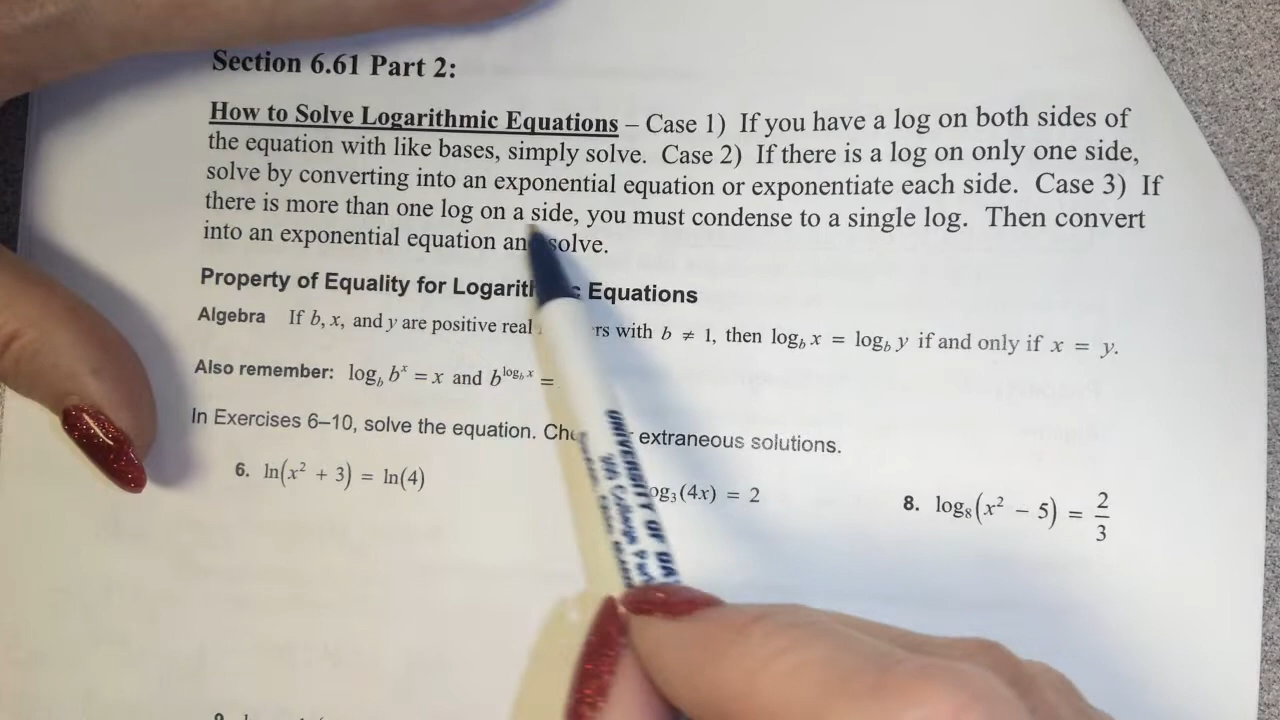 Section 6.61 Part 2:
How to Solve Logarithmic Equations – Case 1) If you have a log on both sides of
the equation with like bases, simply solve. Case 2) If there is a log on only one side,
solve by converting into an exponential equation or exponentiate each side. Case 3) If
there is more than one log on a side, you must condense to a single log. Then convert
into an exponential equation an solve.
Property of Equality for Logarith Equations
Algebra If b, x, and y are positive real rs with b ≠ 1, then log_b x = log_b y if and only if x = y.
Also remember: log_b b^x = x and b^{log_b x} =
In Exercises 6–10, solve the equation. Che extraneous solutions.
6. ln(x² + 3) = ln(4)
og₃(4x) = 2
8. log₈(x² − 5) = 2/3
UNIVERSITY OF